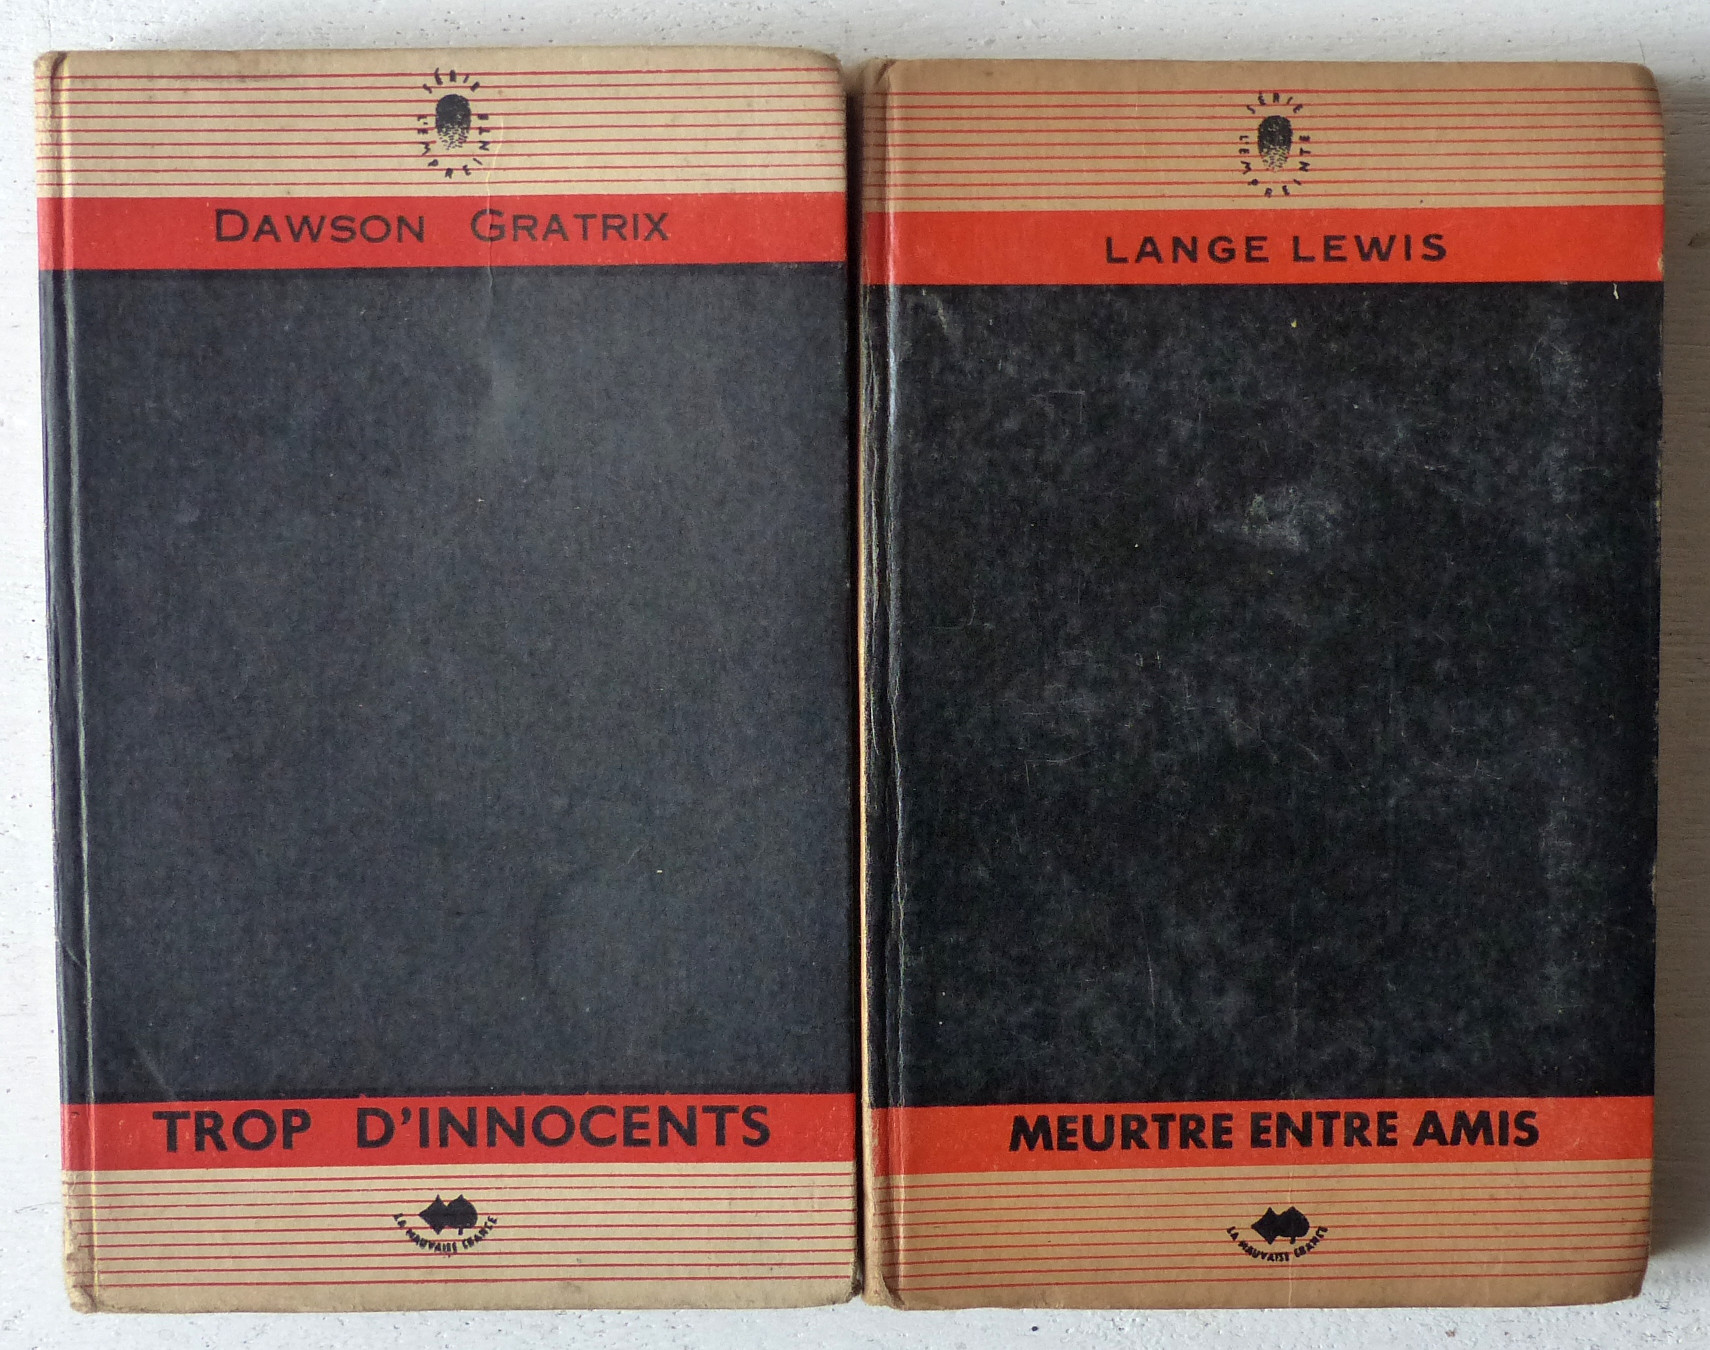 SÉRIE
L'EMPREINTE
DAWSON GRATRIX
TROP D'INNOCENTS
LA MAUVAISE CHANCE
SÉRIE
L'EMPREINTE
LANGE LEWIS
MEURTRE ENTRE AMIS
LA MAUVAISE CHANCE